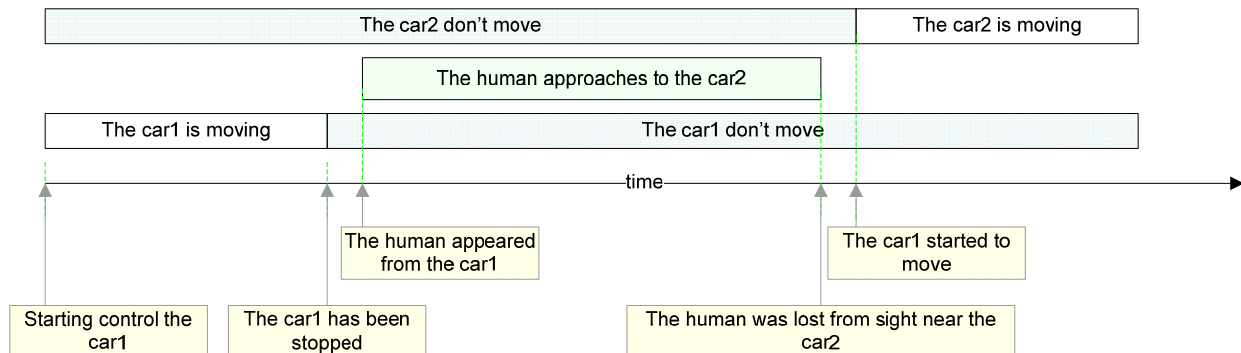 The car2 don't move
The car2 is moving
The human approaches to the car2
The car1 is moving
The car1 don't move
time
The human appeared
from the car1
The car1 started to
move
Starting control the
car1
The car1 has been
stopped
The human was lost from sight near the
car2